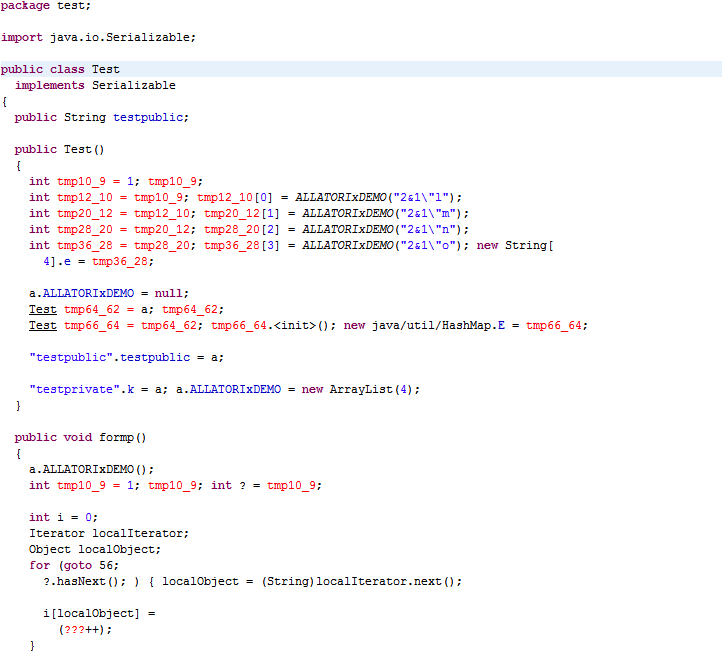 package test;
import java.io.Serializable;
public class Test
implements Serializable
{
public String testpublic;
public Test()
{
int tmp10_9 = 1; tmp10_9;
int tmp12_10 = tmp10_9; tmp12_10[0] = ALLATORIxDEMO("2&1\"l");
int tmp20_12 = tmp12_10; tmp20_12[1] = ALLATORIxDEMO("2&1\"m");
int tmp28_20 = tmp20_12; tmp28_20[2] = ALLATORIxDEMO("2&1\"n");
int tmp36_28 = tmp28_20; tmp36_28[3] = ALLATORIxDEMO("2&1\"o"); new String[
4].e = tmp36_28;
a.ALLATORIxDEMO = null;
Test tmp64_62 = a; tmp64_62;
Test tmp66_64 = tmp64_62; tmp66_64.<init>(); new java/util/HashMap.E = tmp66_64;
"testpublic".testpublic = a;
"testprivate".k = a; a.ALLATORIxDEMO = new ArrayList(4);
}
public void formp()
{
a.ALLATORIxDEMO();
int tmp10_9 = 1; tmp10_9; int ? = tmp10_9;
int i = 0;
Iterator localIterator;
Object localObject;
for (goto 56;
?.hasNext(); ) { localObject = (String)localIterator.next();
i[localObject] =
(???++);
}